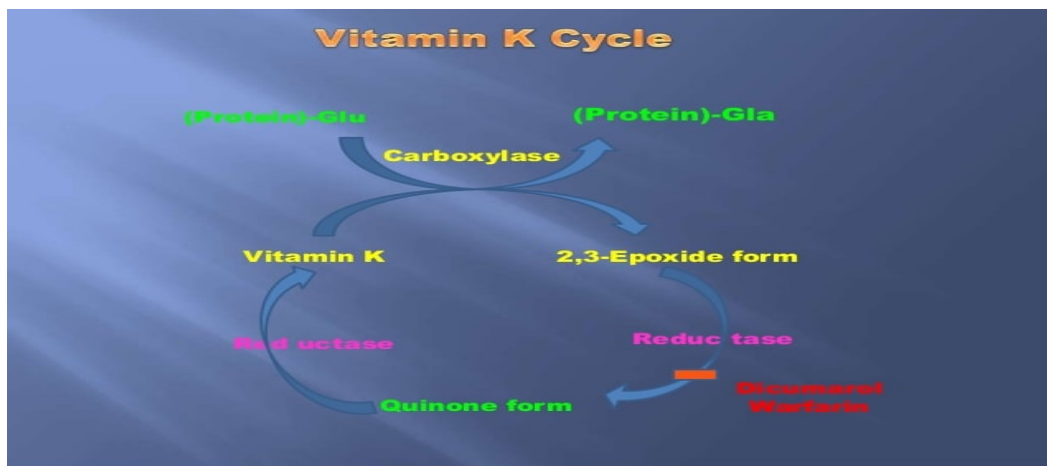 Vitamin K Cycle
(Protein)-Glu
(Protein)-Gla
Carboxylase
Vitamin K
2,3-Epoxide form
Red uctase
Reduc tase
Dicumarol
Warfarin
Quinone form